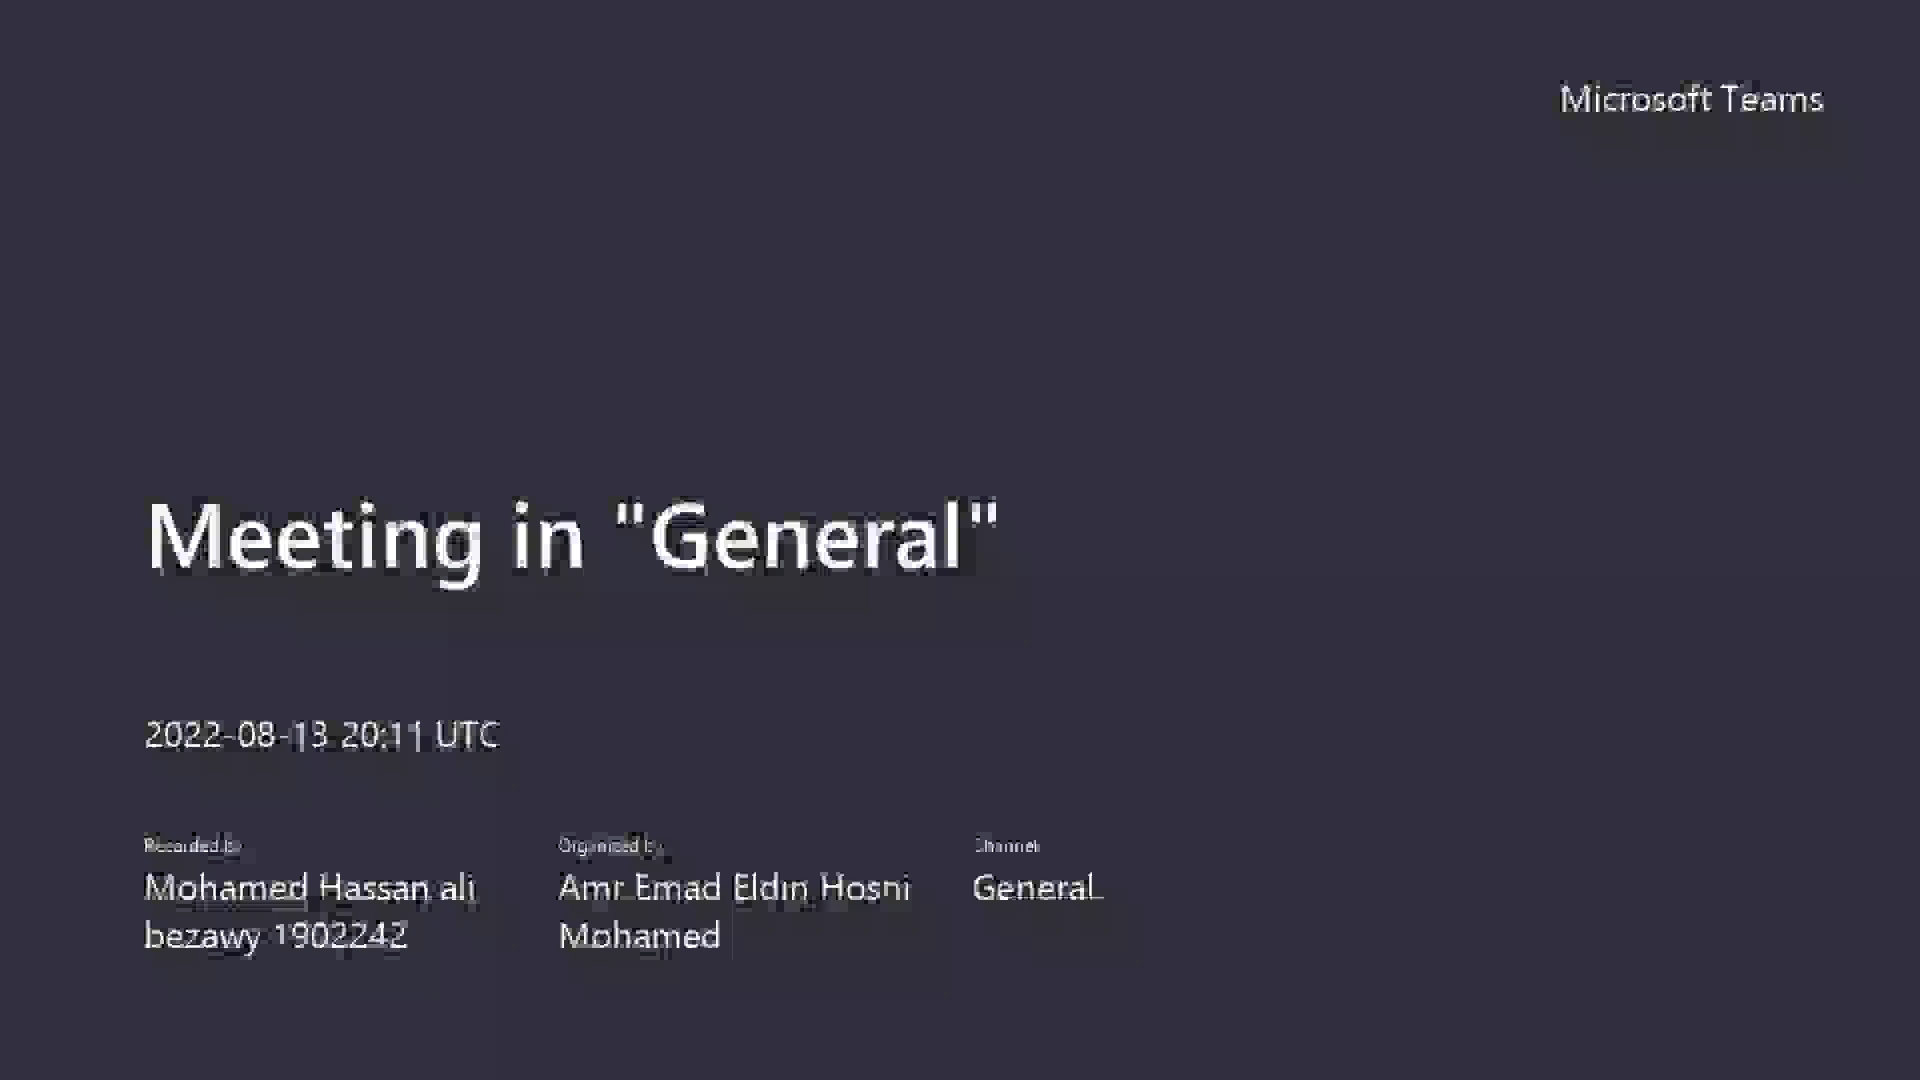 Microsoft Teams
Meeting in "General"
2022-08-13 20:11 UTC
Recorded by
Organized by
Channel
Mohamed Hassan ali
bezawy 1902242
Amr Emad Eldin Hosni
Mohamed
General